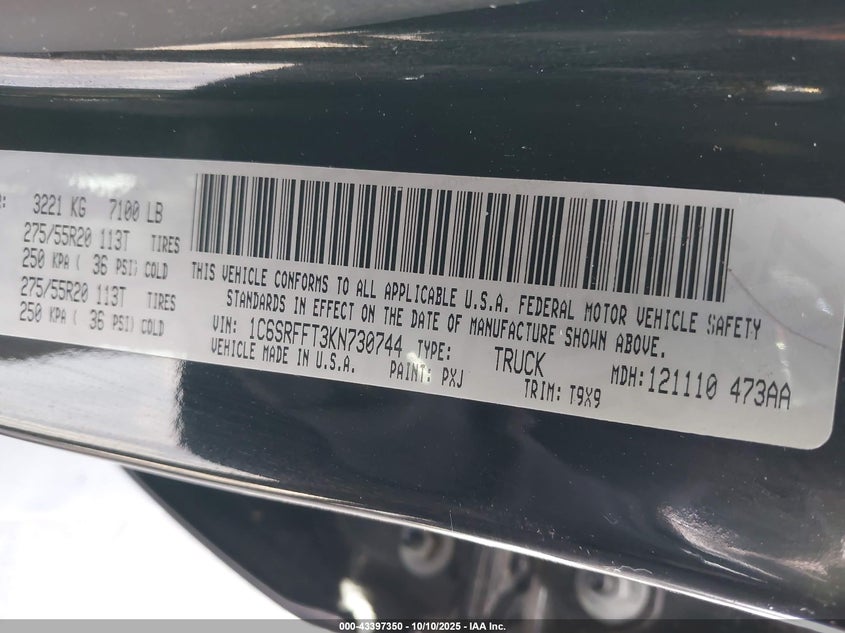 R: 3221 KG 7100 LB
275/55R20 113T TIRES
250 KPA ( 36 PSI) COLD
275/55R20 113T TIRES
250 KPA ( 36 PSI) COLD
THIS VEHICLE CONFORMS TO ALL APPLICABLE U.S.A. FEDERAL MOTOR VEHICLE SAFETY
STANDARDS IN EFFECT ON THE DATE OF MANUFACTURE SHOWN ABOVE.
VIN: 1C6SRFFT3KN730744 TYPE: TRUCK MDH:121110 473AA
VEHICLE MADE IN U.S.A. PAINT: PXJ TRIM: T9X9
000-43397350 - 10/10/2025 - IAA Inc.